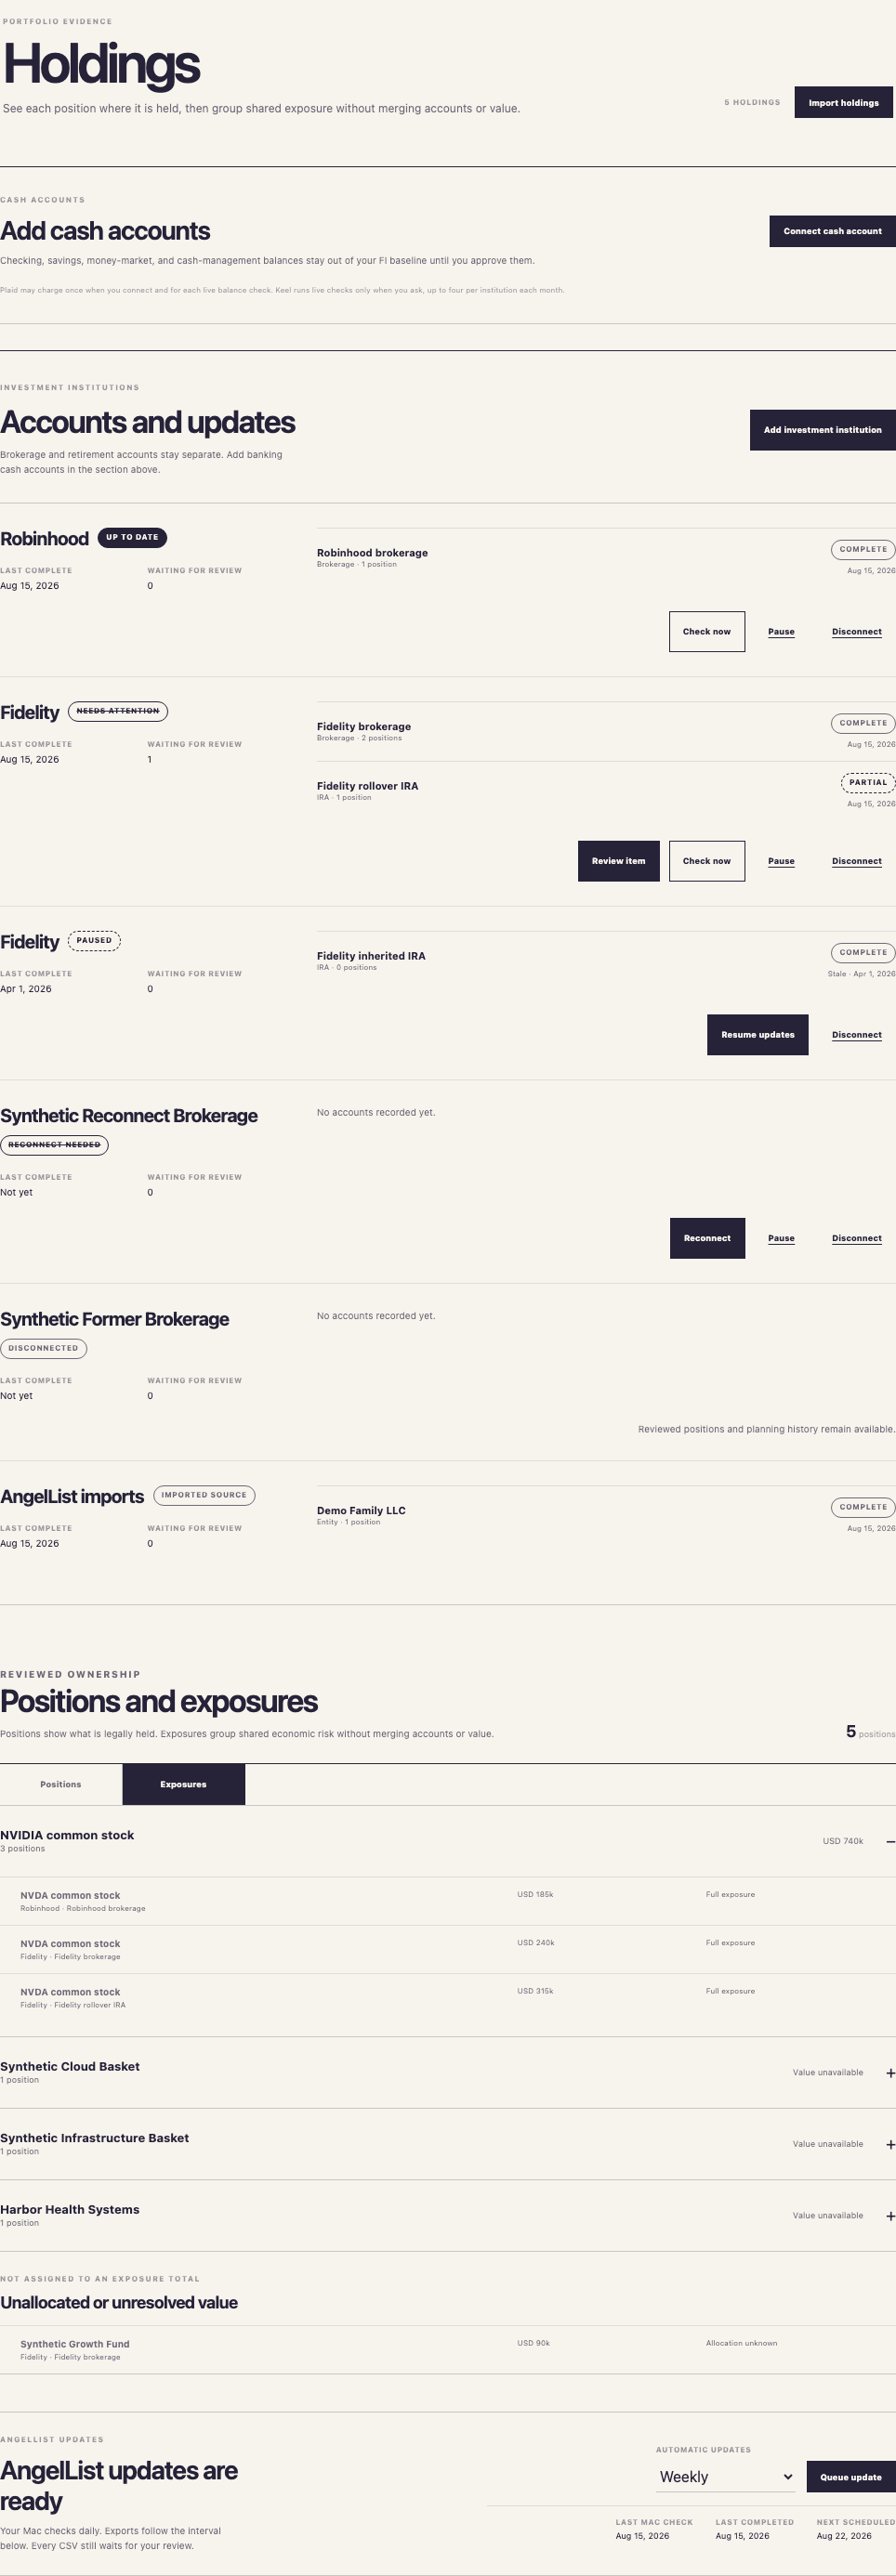 PORTFOLIO EVIDENCE
Holdings
See each position where it is held, then group shared exposure without merging accounts or value.
5 HOLDINGS
Import holdings
CASH ACCOUNTS
Add cash accounts
Connect cash account
Checking, savings, money-market, and cash-management balances stay out of your FI baseline until you approve them.
Plaid may charge once when you connect and for each live balance check. Keel runs live checks only when you ask, up to four per institution each month.
INVESTMENT INSTITUTIONS
Accounts and updates
Add investment institution
Brokerage and retirement accounts stay separate. Add banking
cash accounts in the section above.
Robinhood UP TO DATE
LAST COMPLETE WAITING FOR REVIEW
Aug 15, 2026 0
Robinhood brokerage
Brokerage · 1 position
COMPLETE
Aug 15, 2026
Check now Pause Disconnect
Fidelity NEEDS ATTENTION
LAST COMPLETE WAITING FOR REVIEW
Aug 15, 2026 1
Fidelity brokerage
Brokerage · 2 positions
COMPLETE
Aug 15, 2026
Fidelity rollover IRA
IRA · 1 position
PARTIAL
Aug 15, 2026
Review item Check now Pause Disconnect
Fidelity PAUSED
LAST COMPLETE WAITING FOR REVIEW
Apr 1, 2026 0
Fidelity inherited IRA
IRA · 0 positions
COMPLETE
Stale · Apr 1, 2026
Resume updates Disconnect
Synthetic Reconnect Brokerage
RECONNECT NEEDED
LAST COMPLETE WAITING FOR REVIEW
Not yet 0
No accounts recorded yet.
Reconnect Pause Disconnect
Synthetic Former Brokerage
DISCONNECTED
LAST COMPLETE WAITING FOR REVIEW
Not yet 0
No accounts recorded yet.
Reviewed positions and planning history remain available.
AngelList imports IMPORTED SOURCE
LAST COMPLETE WAITING FOR REVIEW
Aug 15, 2026 0
Demo Family LLC
Entity · 1 position
COMPLETE
Aug 15, 2026
REVIEWED OWNERSHIP
Positions and exposures
Positions show what is legally held. Exposures group shared economic risk without merging accounts or value.
5 positions
Positions Exposures
NVIDIA common stock
3 positions
USD 740k −
NVDA common stock
Robinhood · Robinhood brokerage
USD 185k Full exposure
NVDA common stock
Fidelity · Fidelity brokerage
USD 240k Full exposure
NVDA common stock
Fidelity · Fidelity rollover IRA
USD 315k Full exposure
Synthetic Cloud Basket
1 position
Value unavailable +
Synthetic Infrastructure Basket
1 position
Value unavailable +
Harbor Health Systems
1 position
Value unavailable +
NOT ASSIGNED TO AN EXPOSURE TOTAL
Unallocated or unresolved value
Synthetic Growth Fund
Fidelity · Fidelity brokerage
USD 90k Allocation unknown
ANGELLIST UPDATES
AngelList updates are
ready
Your Mac checks daily. Exports follow the interval
below. Every CSV still waits for your review.
AUTOMATIC UPDATES
Weekly
Queue update
LAST MAC CHECK LAST COMPLETED NEXT SCHEDULED
Aug 15, 2026 Aug 15, 2026 Aug 22, 2026